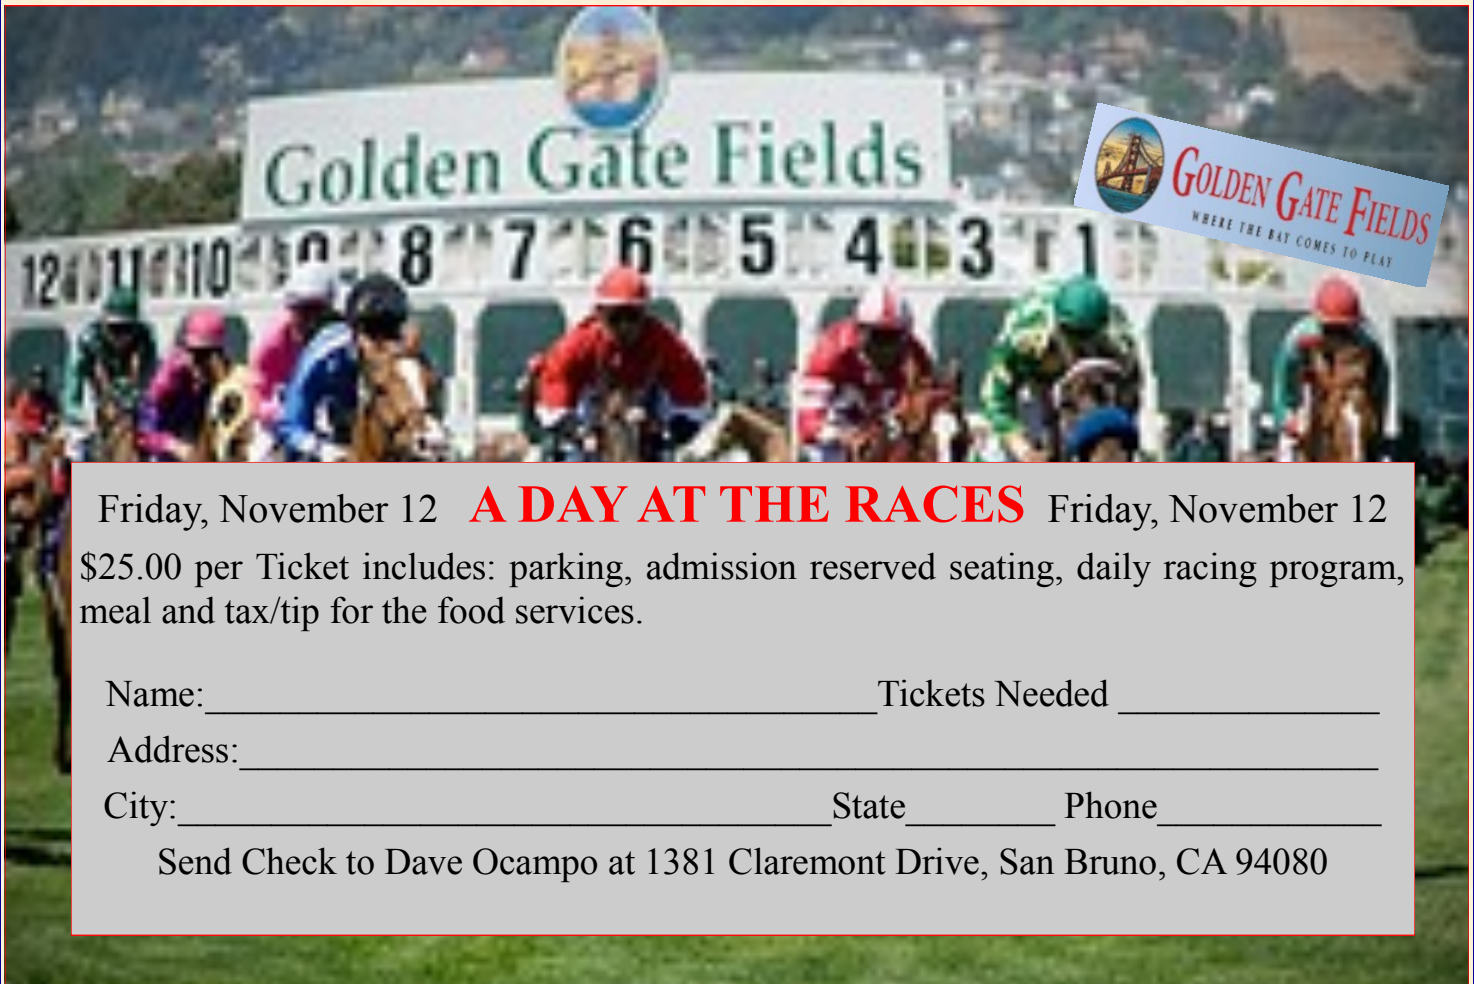 Golden Gate Fields
GOLDEN GATE FIELDS
WHERE THE BAY COMES TO PLAY
12 11 10 9 8 7 6 5 4 3 1
Friday, November 12 A DAY AT THE RACES Friday, November 12
$25.00 per Ticket includes: parking, admission reserved seating, daily racing program,
meal and tax/tip for the food services.
Name:____________________________________Tickets Needed ______________
Address:_____________________________________________________________
City:___________________________________State________ Phone____________
Send Check to Dave Ocampo at 1381 Claremont Drive, San Bruno, CA 94080